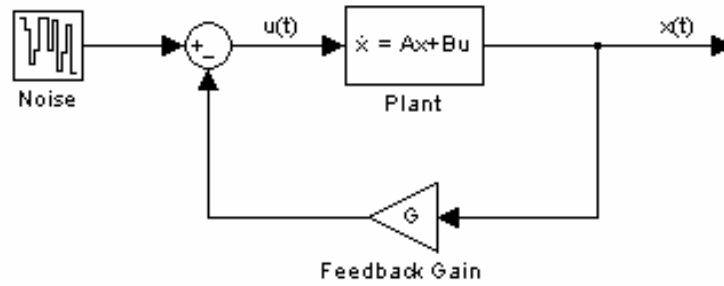 u(t)
x(t)
+
−
ẋ = Ax+Bu
Noise
Plant
G
Feedback Gain